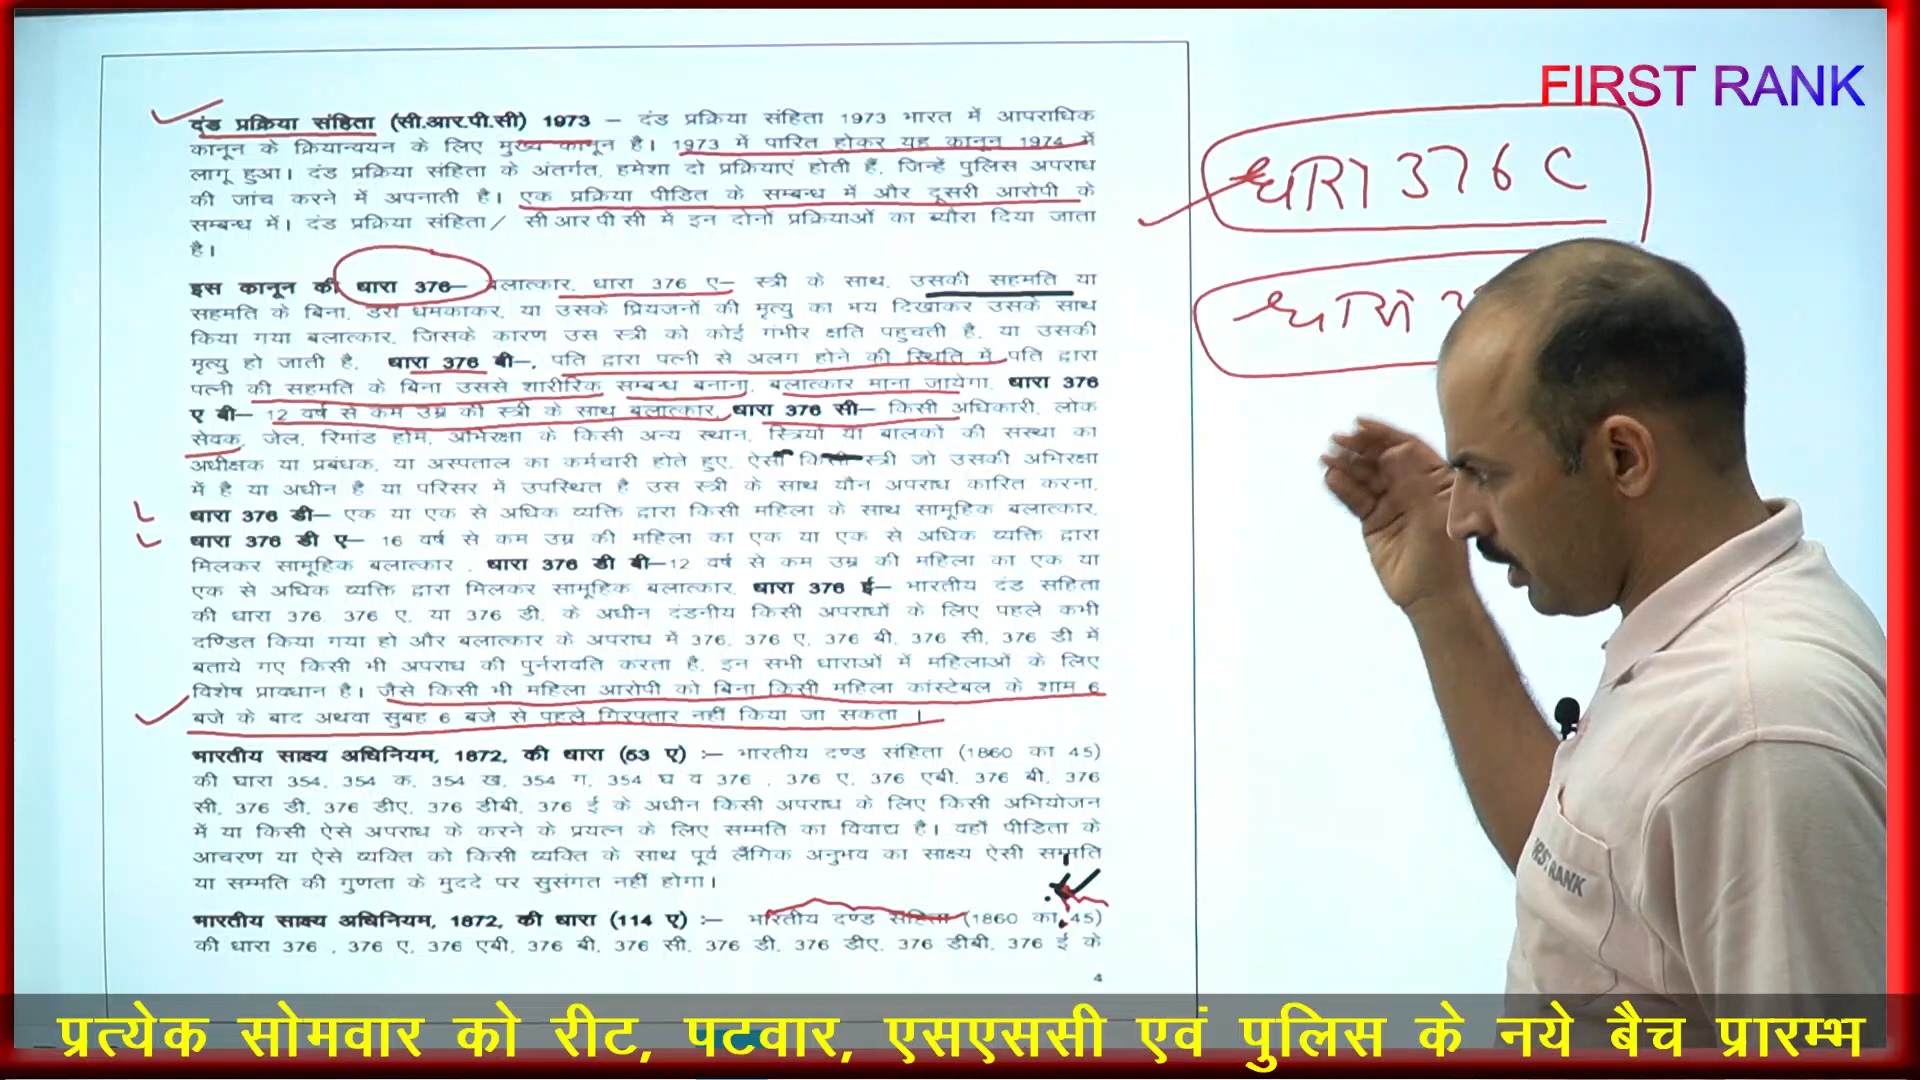 FIRST RANK
दंड प्रक्रिया संहिता (सी.आर.पी.सी) 1973 – दंड प्रक्रिया संहिता 1973 भारत में आपराधिक
कानून के क्रियान्वयन के लिए मुख्य कानून है। 1973 में पारित होकर यह कानून 1974 में
लागू हुआ। दंड प्रक्रिया संहिता के अंतर्गत, हमेशा दो प्रक्रियाएं होती हैं, जिन्हें पुलिस अपराध
की जांच करने में अपनाती है। एक प्रक्रिया पीडित के सम्बन्ध में और दूसरी आरोपी के
सम्बन्ध में। दंड प्रक्रिया संहिता/ सी आर पी सी में इन दोनों प्रक्रियाओं का ब्यौरा दिया जाता
है।
धारा 376 C
इस कानून की धारा 376– बलात्कार, धारा 376 ए– स्त्री के साथ, उसकी सहमति या
सहमति के बिना, डरा धमकाकर, या उसके प्रियजनों की मृत्यु का भय दिखाकर उसके साथ
किया गया बलात्कार, जिसके कारण उस स्त्री को कोई गंभीर क्षति पहुचती है, या उसकी
मृत्यु हो जाती है, धारा 376 बी–, पति द्वारा पत्नी से अलग होने की स्थिति में पति द्वारा
पत्नी की सहमति के बिना उससे शारीरिक सम्बन्ध बनाना, बलात्कार माना जायेगा, धारा 376
ए बी– 12 वर्ष से कम उम्र की स्त्री के साथ बलात्कार, धारा 376 सी– किसी अधिकारी, लोक
सेवक, जेल, रिमांड होम, अभिरक्षा के किसी अन्य स्थान, स्त्रियों या बालकों की संस्था का
अधीक्षक या प्रबंधक, या अस्पताल का कर्मचारी होते हुए, ऐसी किसी स्त्री जो उसकी अभिरक्षा
में है या अधीन है या परिसर में उपस्थित है उस स्त्री के साथ यौन अपराध कारित करना,
धारा 376 डी– एक या एक से अधिक व्यक्ति द्वारा किसी महिला के साथ सामूहिक बलात्कार,
धारा 376 डी ए– 16 वर्ष से कम उम्र की महिला का एक या एक से अधिक व्यक्ति द्वारा
मिलकर सामूहिक बलात्कार , धारा 376 डी बी–12 वर्ष से कम उम्र की महिला का एक या
एक से अधिक व्यक्ति द्वारा मिलकर सामूहिक बलात्कार, धारा 376 ई– भारतीय दंड संहिता
की धारा 376, 376 ए, या 376 डी, के अधीन दंडनीय किसी अपराधों के लिए पहले कभी
दण्डित किया गया हो और बलात्कार के अपराध में 376, 376 ए, 376 बी, 376 सी, 376 डी में
बताये गए किसी भी अपराध की पुर्नरावति करता है, इन सभी धाराओं में महिलाओं के लिए
विशेष प्रावधान है। जैसे किसी भी महिला आरोपी को बिना किसी महिला कांस्टेबल के शाम 6
बजे के बाद अथवा सुबह 6 बजे से पहले गिरफ्तार नहीं किया जा सकता ।
भारतीय साक्ष्य अधिनियम, 1872, की धारा (53 ए) :– भारतीय दण्ड संहिता (1860 का 45)
की धारा 354, 354 क, 354 ख, 354 ग, 354 घ व 376 , 376 ए, 376 एबी, 376 बी, 376
सी, 376 डी, 376 डीए, 376 डीबी, 376 ई के अधीन किसी अपराध के लिए किसी अभियोजन
में या किसी ऐसे अपराध के करने के प्रयत्न के लिए सम्मति का विवाद्य है। वहाँ पीडिता के
आचरण या ऐसे व्यक्ति को किसी व्यक्ति के साथ पूर्व लैंगिक अनुभव का साक्ष्य ऐसी सम्मति
या सम्मति की गुणता के मुददे पर सुसंगत नहीं होगा।
भारतीय साक्ष्य अधिनियम, 1872, की धारा (114 ए) :– भारतीय दण्ड संहिता (1860 का 45)
की धारा 376 , 376 ए, 376 एबी, 376 बी, 376 सी, 376 डी, 376 डीए, 376 डीबी, 376 ई के
4
FIRST RANK
प्रत्येक सोमवार को रीट, पटवार, एसएससी एवं पुलिस के नये बैच प्रारम्भ